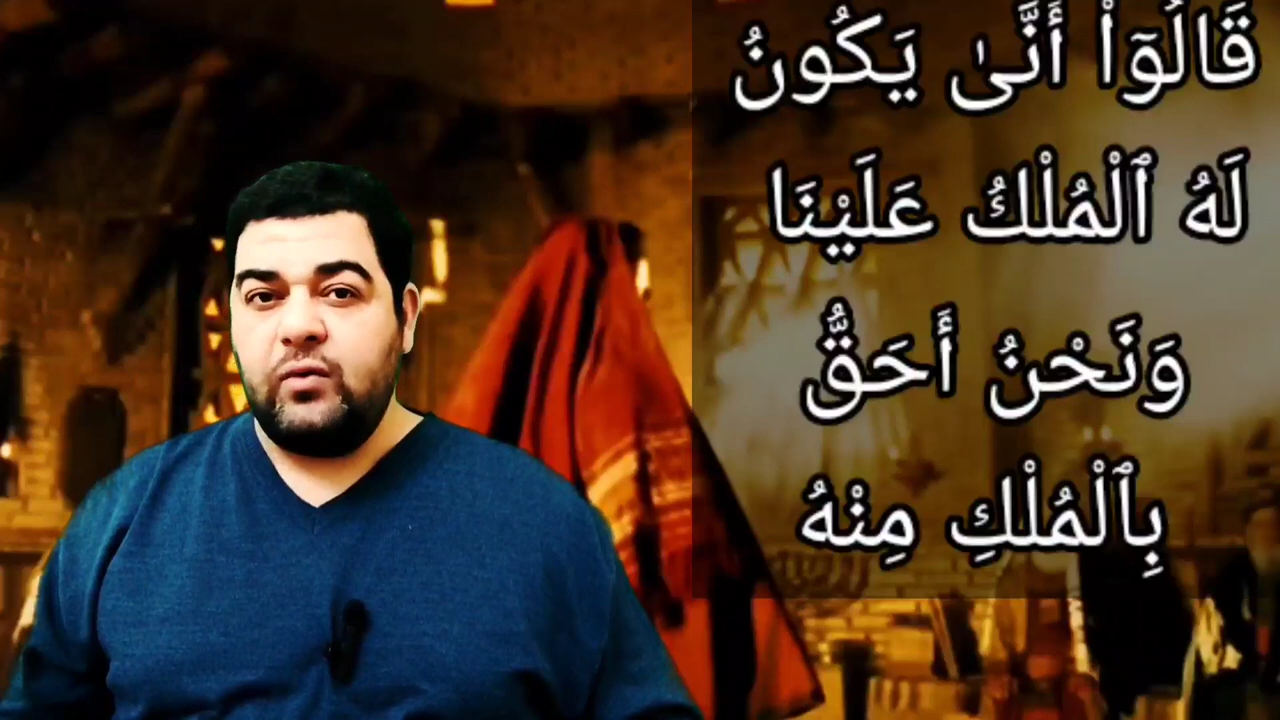 قَالُوٓا۟ أَنَّىٰ يَكُونُ
لَهُ ٱلْمُلْكُ عَلَيْنَا
وَنَحْنُ أَحَقُّ
بِٱلْمُلْكِ مِنْهُ